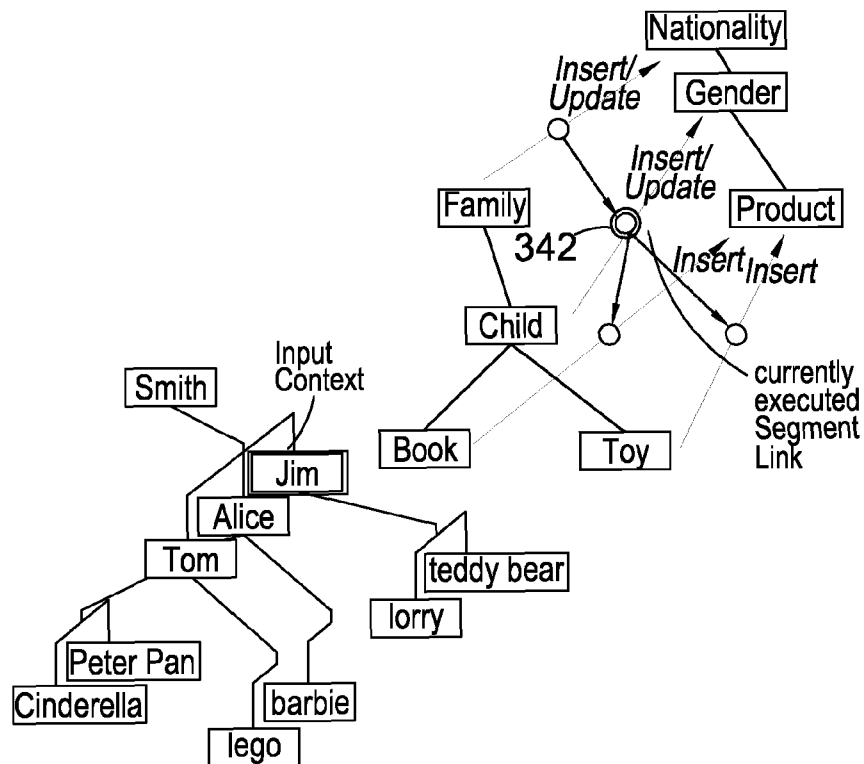 Nationality
Insert/
Update
Gender
Insert/
Update
Family
Product
342
Insert
Insert
Child
Input
Context
Smith
currently
executed
Segment
Link
Book
Toy
Jim
Alice
Tom
teddy bear
lorry
Peter Pan
Cinderella
barbie
lego